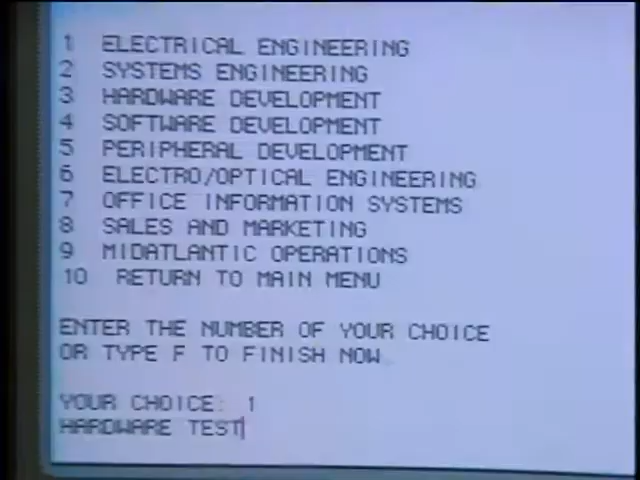 1 ELECTRICAL ENGINEERING
2 SYSTEMS ENGINEERING
3 HARDWARE DEVELOPMENT
4 SOFTWARE DEVELOPMENT
5 PERIPHERAL DEVELOPMENT
6 ELECTRO/OPTICAL ENGINEERING
7 OFFICE INFORMATION SYSTEMS
8 SALES AND MARKETING
9 MIDATLANTIC OPERATIONS
10 RETURN TO MAIN MENU
ENTER THE NUMBER OF YOUR CHOICE
OR TYPE F TO FINISH NOW.
YOUR CHOICE: 1
HARDWARE TEST